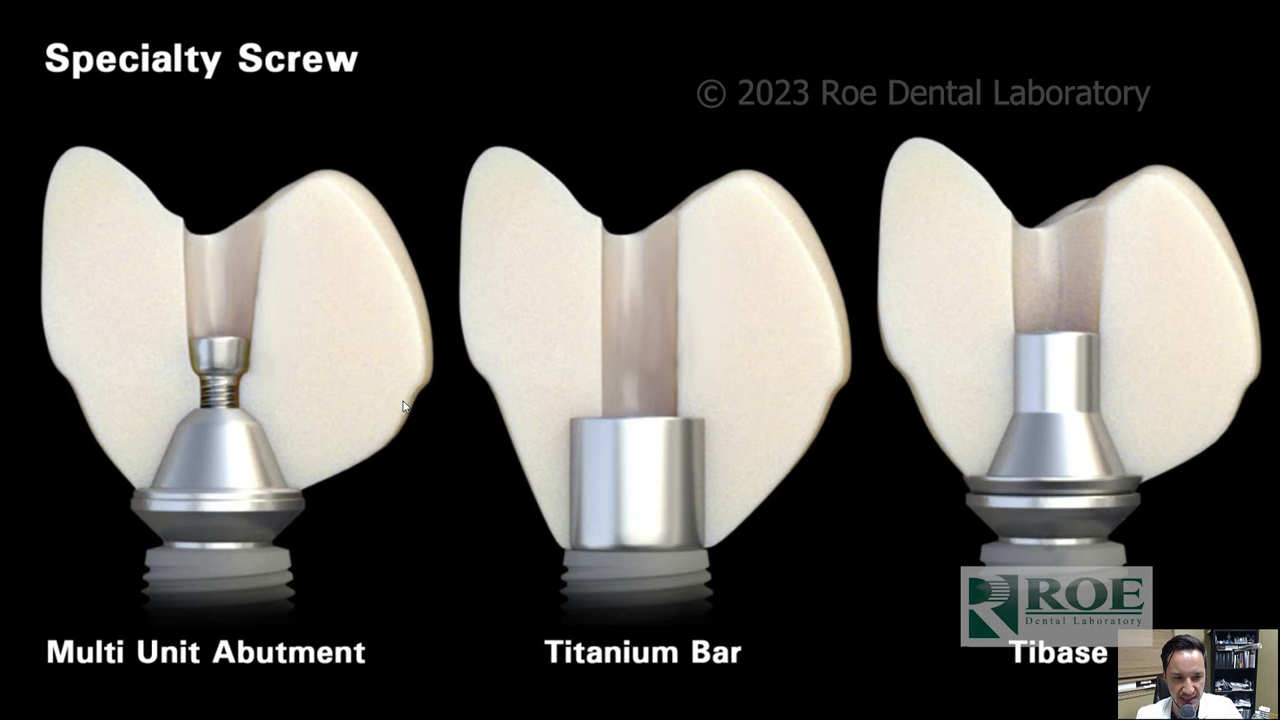 Specialty Screw
© 2023 Roe Dental Laboratory
ROE
Dental Laboratory
Multi Unit Abutment
Titanium Bar
Tibase